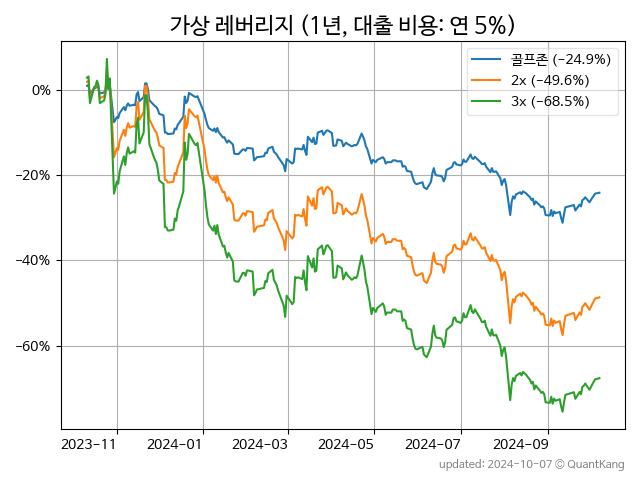 가상 레버리지 (1년, 대출 비용: 연 5%)
골프존 (−24.9%)
2x (−49.6%)
3x (−68.5%)
0%
−20%
−40%
−60%
2023-11 2024-01 2024-03 2024-05 2024-07 2024-09
updated: 2024-10-07 © QuantKang